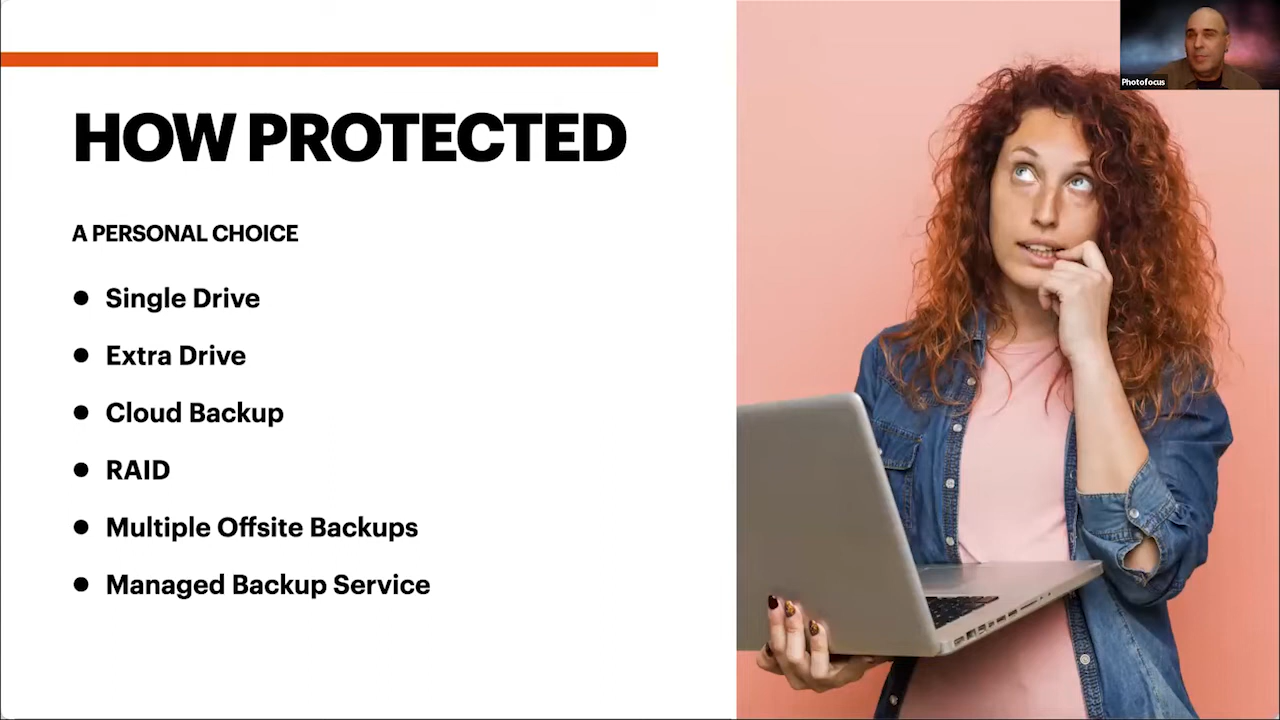 HOW PROTECTED
A PERSONAL CHOICE
● Single Drive
● Extra Drive
● Cloud Backup
● RAID
● Multiple Offsite Backups
● Managed Backup Service
Photofocus